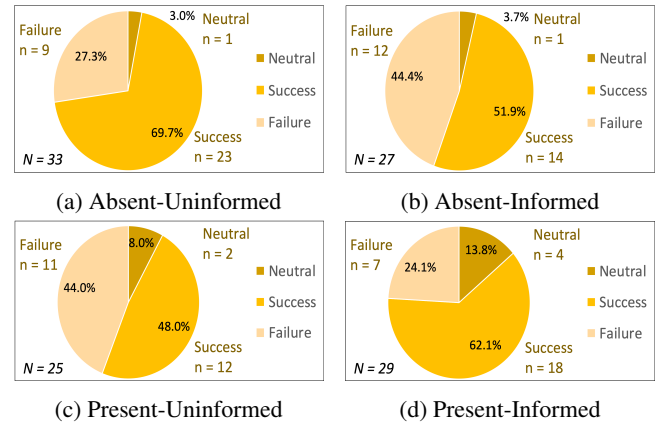 Failure
n = 9
3.0%
Neutral
n = 1
27.3%
69.7%
Success
n = 23
N = 33
Neutral
Success
Failure
(a) Absent-Uninformed
Failure
n = 12
3.7%
Neutral
n = 1
44.4%
51.9%
Success
n = 14
N = 27
Neutral
Success
Failure
(b) Absent-Informed
Failure
n = 11
8.0%
Neutral
n = 2
44.0%
48.0%
Success
n = 12
N = 25
Neutral
Success
Failure
(c) Present-Uninformed
Failure
n = 7
13.8%
Neutral
n = 4
24.1%
62.1%
Success
n = 18
N = 29
Neutral
Success
Failure
(d) Present-Informed